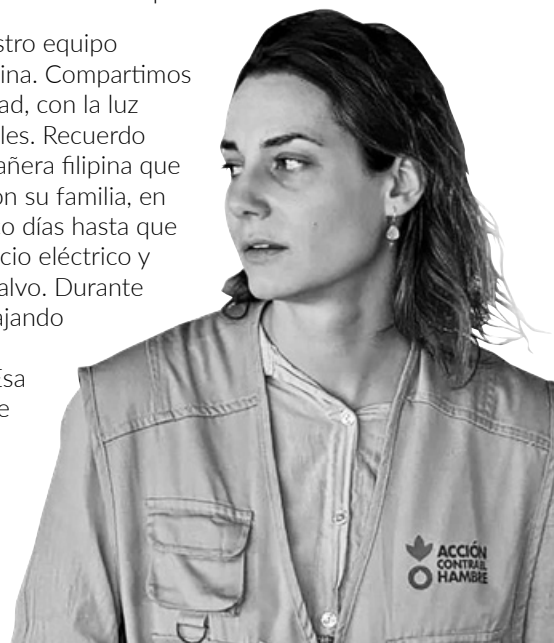 stro equipo
ina. Compartimos
ad, con la luz
les. Recuerdo
añera filipina que
on su familia, en
o días hasta que
cio eléctrico y
alvo. Durante
ajando
Esa
e
ACCIÓN
CONTRA EL
HAMBRE